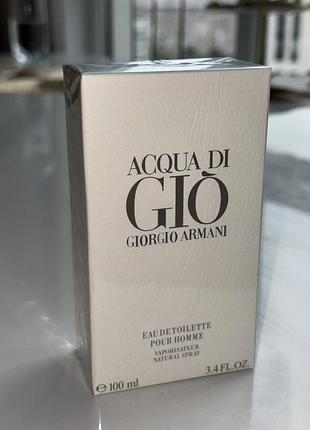 ACQUA DI
GIÒ
GIORGIO ARMANI
EAU DE TOILETTE
POUR HOMME
VAPORISATEUR
NATURAL SPRAY
℮ 100 ml
3.4 FL.OZ.